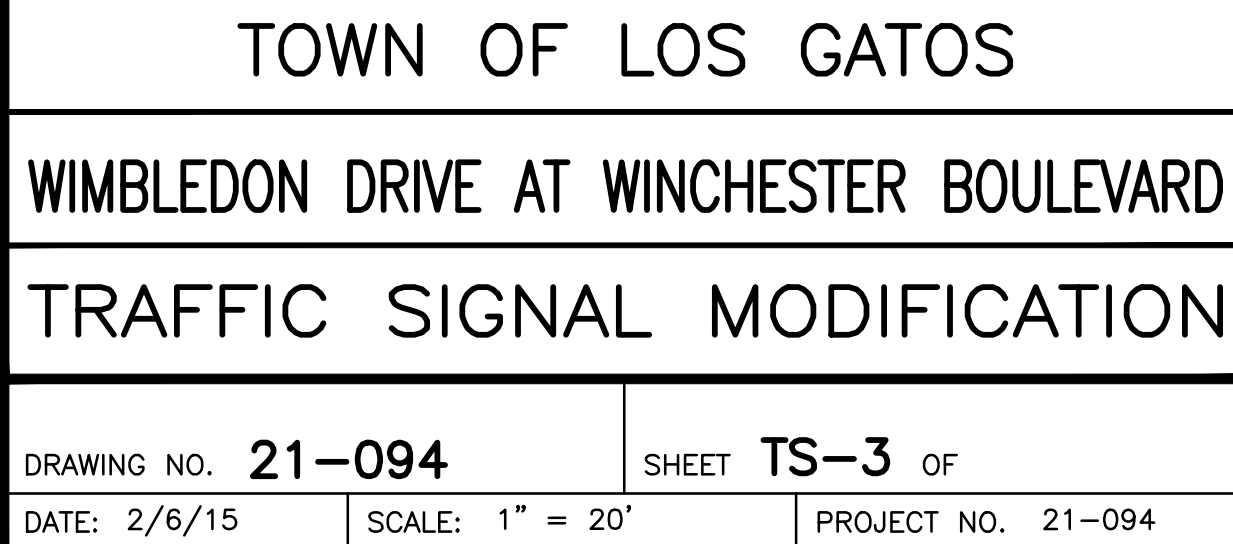 TOWN OF LOS GATOS
WIMBLEDON DRIVE AT WINCHESTER BOULEVARD
TRAFFIC SIGNAL MODIFICATION
DRAWING NO. 21-094 SHEET TS-3 OF
DATE: 2/6/15 SCALE: 1" = 20' PROJECT NO. 21-094